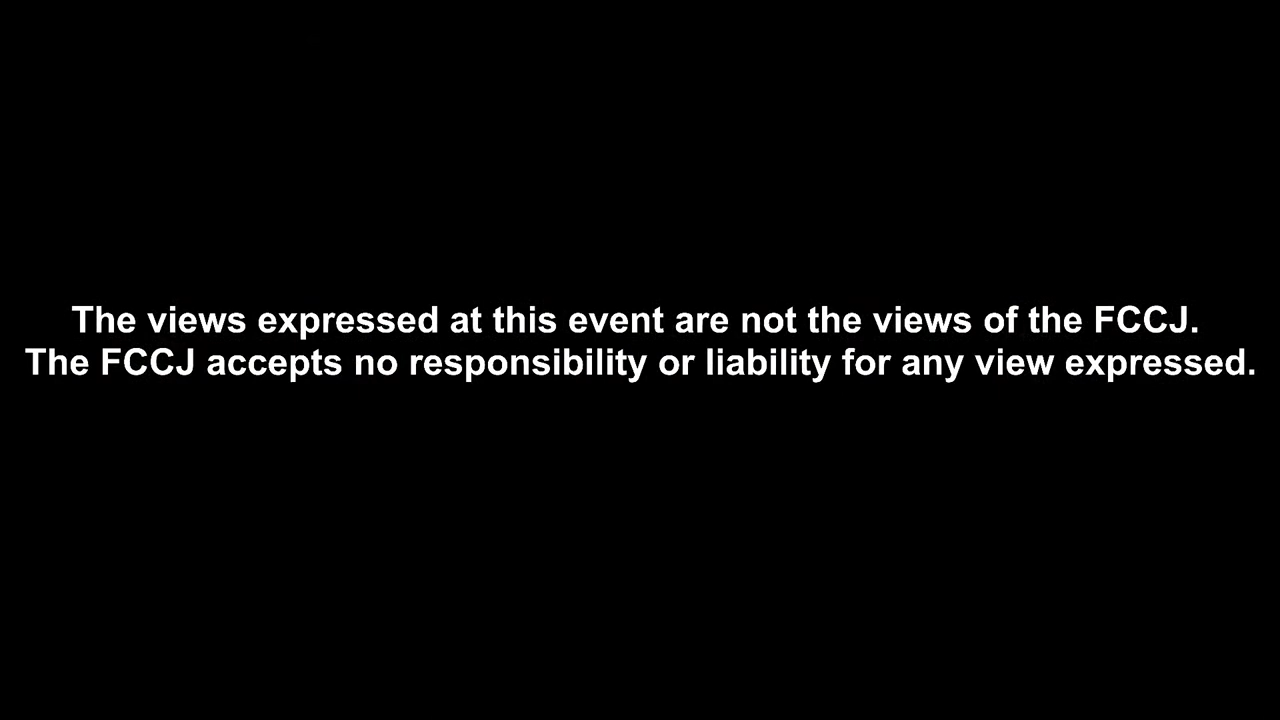 The views expressed at this event are not the views of the FCCJ.
The FCCJ accepts no responsibility or liability for any view expressed.